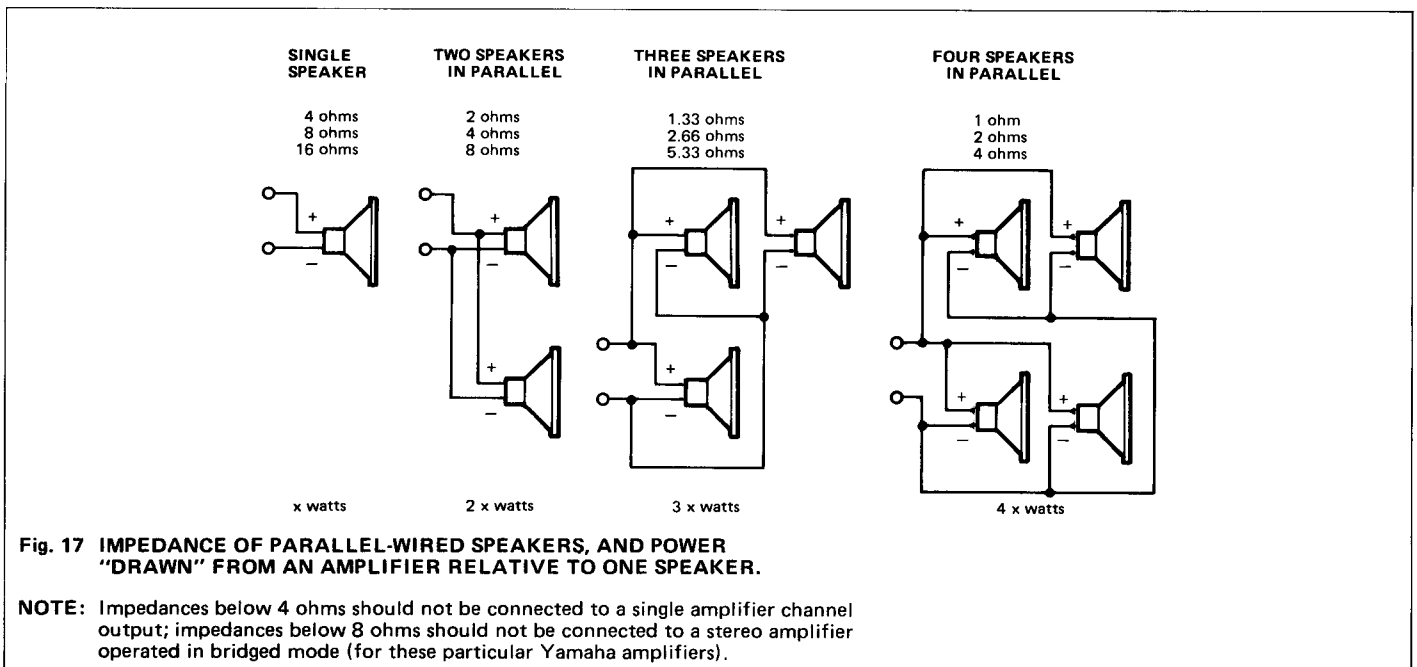 SINGLE
SPEAKER
4 ohms
8 ohms
16 ohms
+
−
x watts
TWO SPEAKERS
IN PARALLEL
2 ohms
4 ohms
8 ohms
+
−
+
−
2 x watts
THREE SPEAKERS
IN PARALLEL
1.33 ohms
2.66 ohms
5.33 ohms
+
−
+
−
+
−
3 x watts
FOUR SPEAKERS
IN PARALLEL
1 ohm
2 ohms
4 ohms
+
−
+
−
+
−
+
−
4 x watts
Fig. 17 IMPEDANCE OF PARALLEL-WIRED SPEAKERS, AND POWER
"DRAWN" FROM AN AMPLIFIER RELATIVE TO ONE SPEAKER.
NOTE: Impedances below 4 ohms should not be connected to a single amplifier channel
output; impedances below 8 ohms should not be connected to a stereo amplifier
operated in bridged mode (for these particular Yamaha amplifiers).